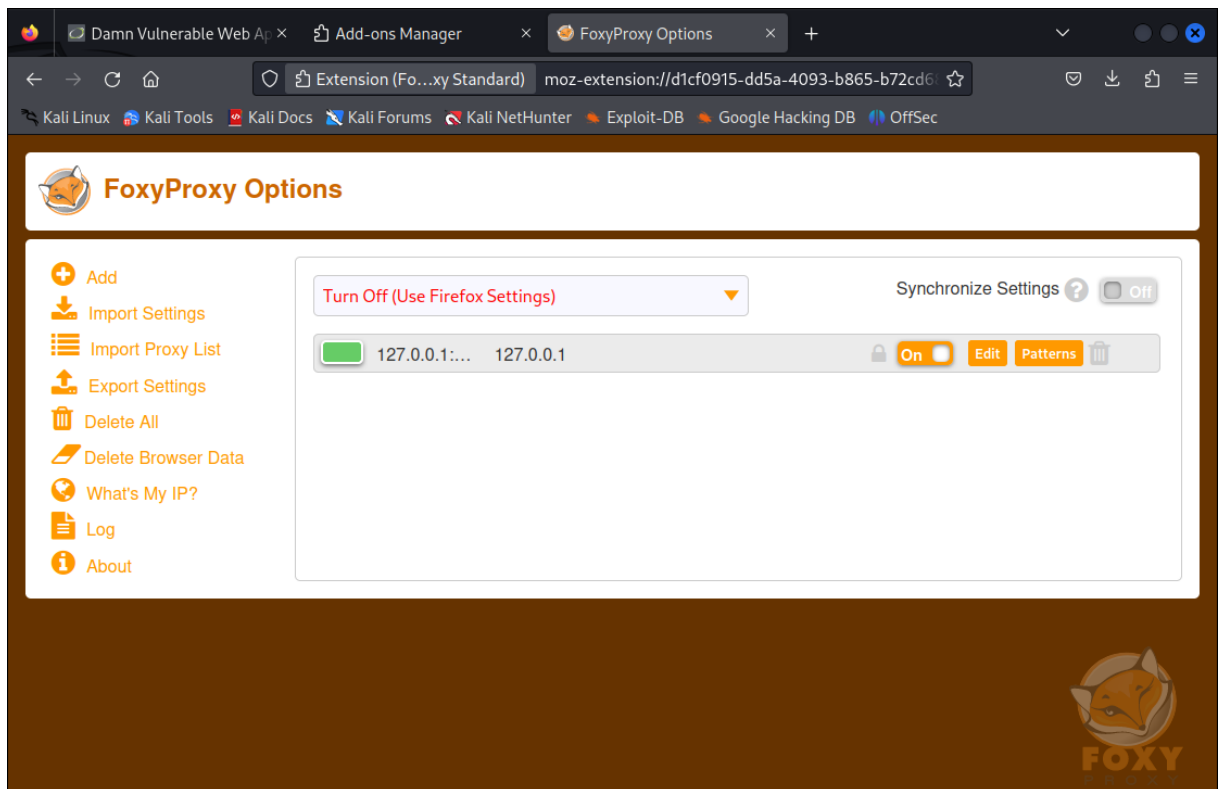 Damn Vulnerable Web Ap
Add-ons Manager
FoxyProxy Options
Extension (Fo...xy Standard) moz-extension://d1cf0915-dd5a-4093-b865-b72cd6
Kali Linux Kali Tools Kali Docs Kali Forums Kali NetHunter Exploit-DB Google Hacking DB OffSec
FoxyProxy Options
Add
Import Settings
Import Proxy List
Export Settings
Delete All
Delete Browser Data
What's My IP?
Log
About
Turn Off (Use Firefox Settings)
Synchronize Settings ? Off
127.0.0.1:... 127.0.0.1 On Edit Patterns
FOXY
PROXY